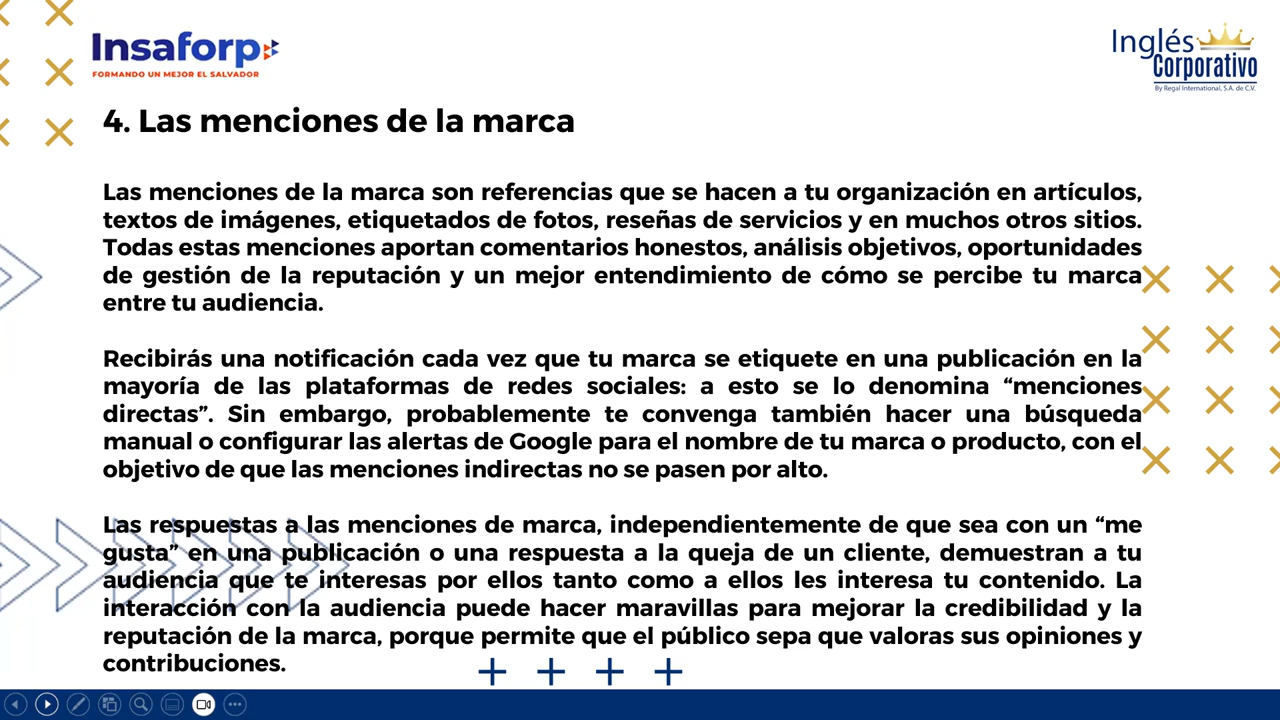 Insaforp
FORMANDO UN MEJOR EL SALVADOR
Inglés
Corporativo
By Regal International, S.A. de C.V.
4. Las menciones de la marca
Las menciones de la marca son referencias que se hacen a tu organización en artículos,
textos de imágenes, etiquetados de fotos, reseñas de servicios y en muchos otros sitios.
Todas estas menciones aportan comentarios honestos, análisis objetivos, oportunidades
de gestión de la reputación y un mejor entendimiento de cómo se percibe tu marca
entre tu audiencia.
Recibirás una notificación cada vez que tu marca se etiquete en una publicación en la
mayoría de las plataformas de redes sociales: a esto se lo denomina “menciones
directas”. Sin embargo, probablemente te convenga también hacer una búsqueda
manual o configurar las alertas de Google para el nombre de tu marca o producto, con el
objetivo de que las menciones indirectas no se pasen por alto.
Las respuestas a las menciones de marca, independientemente de que sea con un “me
gusta” en una publicación o una respuesta a la queja de un cliente, demuestran a tu
audiencia que te interesas por ellos tanto como a ellos les interesa tu contenido. La
interacción con la audiencia puede hacer maravillas para mejorar la credibilidad y la
reputación de la marca, porque permite que el público sepa que valoras sus opiniones y
contribuciones.